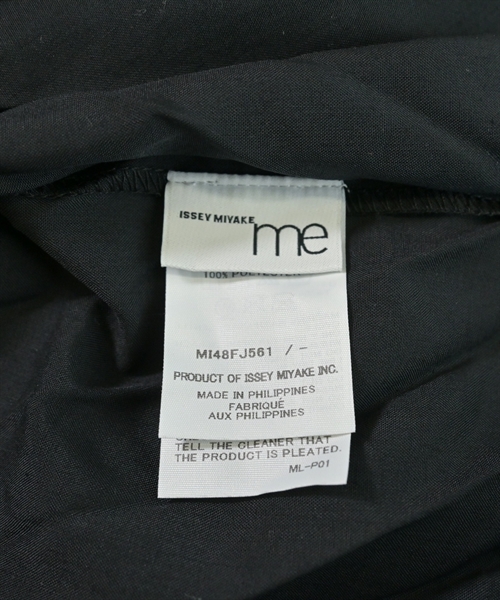 ISSEY MIYAKE me
100% POLYESTER
MI48FJ561 / -
PRODUCT OF ISSEY MIYAKE INC.
MADE IN PHILIPPINES
FABRIQUÉ
AUX PHILIPPINES
TELL THE CLEANER THAT
THE PRODUCT IS PLEATED.
ML-P01